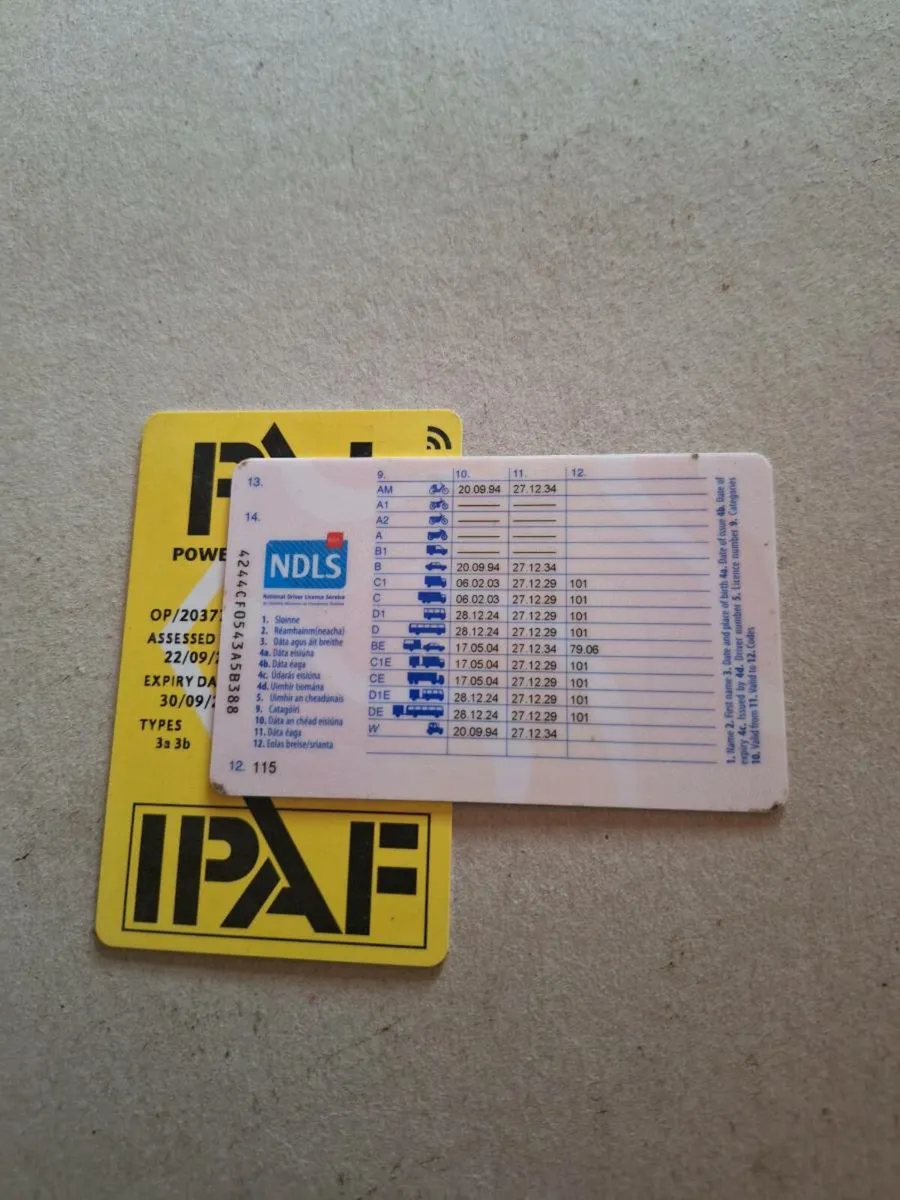 PAL
POWE
OP/2037
ASSESSED
22/09/2
EXPIRY DA
30/09/2
TYPES
3a 3b
IPAF
13.
14.
4244CF0543A5B388
RSA
NDLS
National Driver Licence Service
1. Sloinne
2. Réamhainm(neacha)
3. Dáta agus áit breithe
4a. Dáta eisiúna
4b. Dáta éaga
4c. Údarás eisiúna
4d. Uimhir tiomána
5. Uimhir an cheadúnais
9. Catagóirí
10. Dáta an chéad eisiúna
11. Dáta éaga
12. Eolas breise/srianta
12. 115
9. 10. 11. 12.
AM 20.09.94 27.12.34
A1
A2
A
B1
B 20.09.94 27.12.34
C1 06.02.03 27.12.29 101
C 06.02.03 27.12.29 101
D1 28.12.24 27.12.29 101
D 28.12.24 27.12.29 101
BE 17.05.04 27.12.34 79.06
C1E 17.05.04 27.12.29 101
CE 17.05.04 27.12.29 101
D1E 28.12.24 27.12.29 101
DE 28.12.24 27.12.29 101
W 20.09.94 27.12.34
1. Name 2. First name 3. Date and place of birth 4a. Date of issue 4b. Date of
expiry 4c. Issued by 4d. Driver number 5. Licence number 9. Categories
10. Valid from 11. Valid to 12. Codes